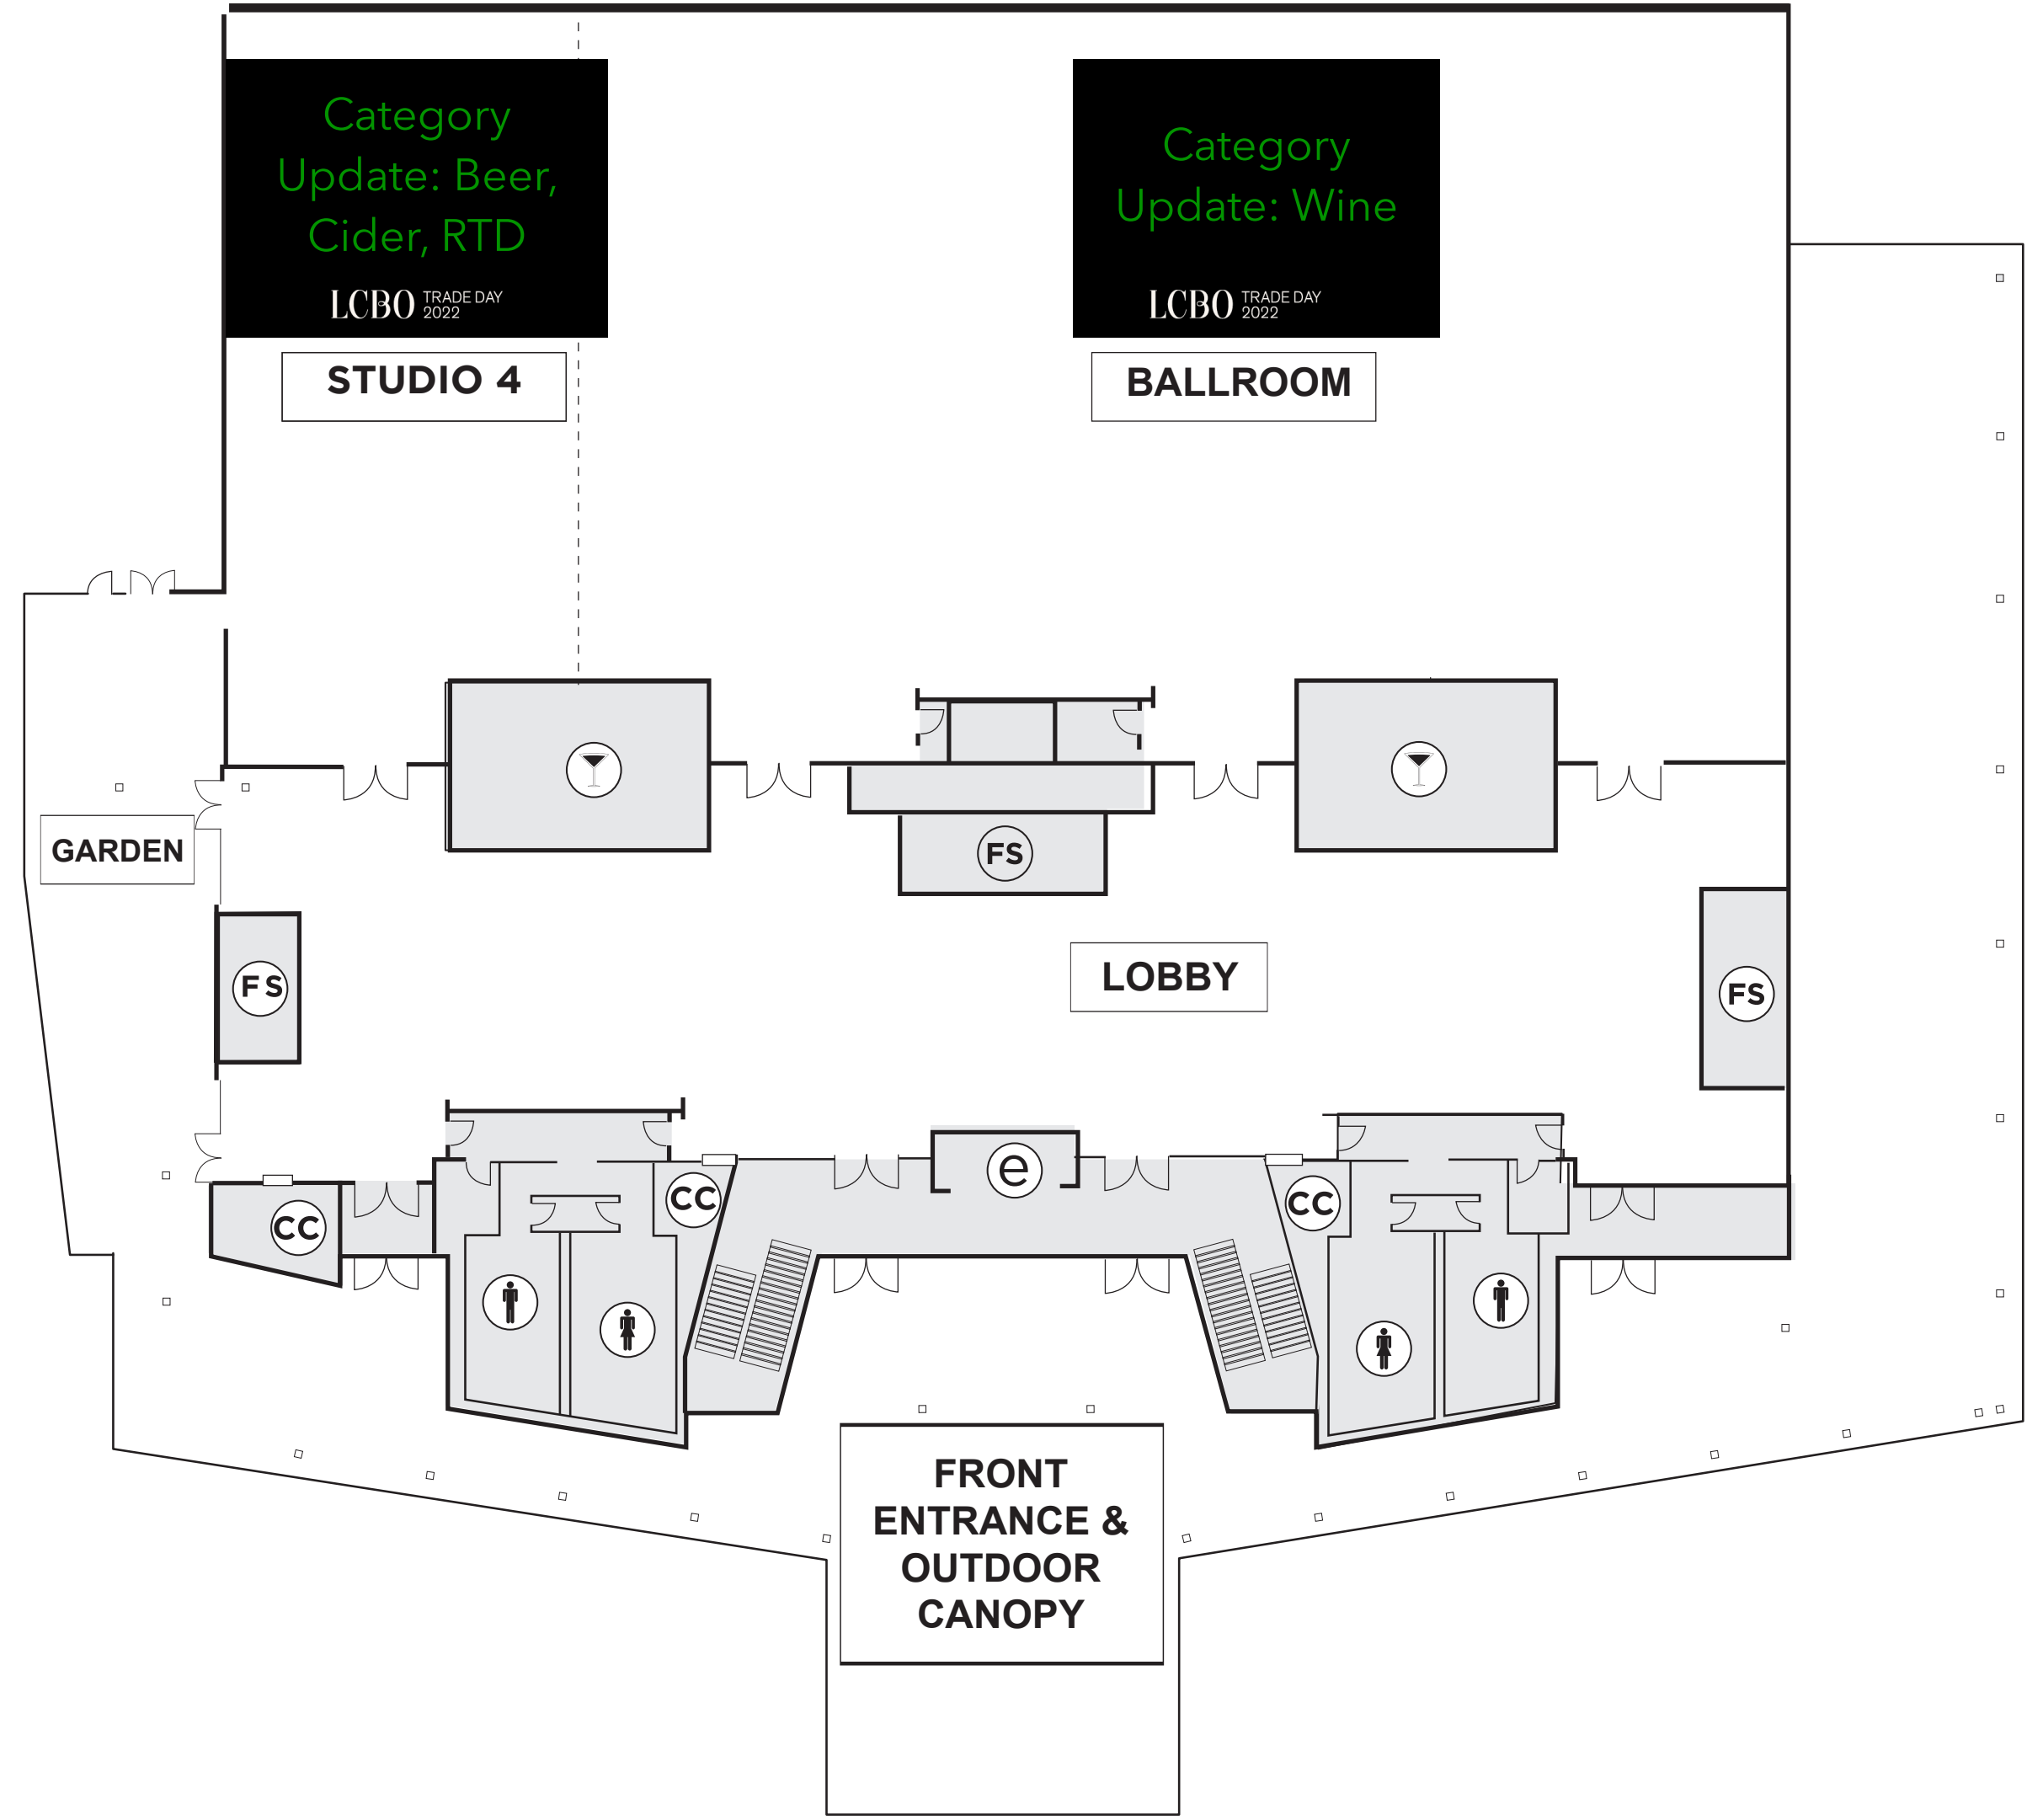 Category
Update: Beer,
Cider, RTD
LCBO TRADE DAY
2022
STUDIO 4
Category
Update: Wine
LCBO TRADE DAY
2022
BALLROOM
GARDEN
FS
FS
LOBBY
FS
e
CC
CC
CC
FRONT
ENTRANCE &
OUTDOOR
CANOPY